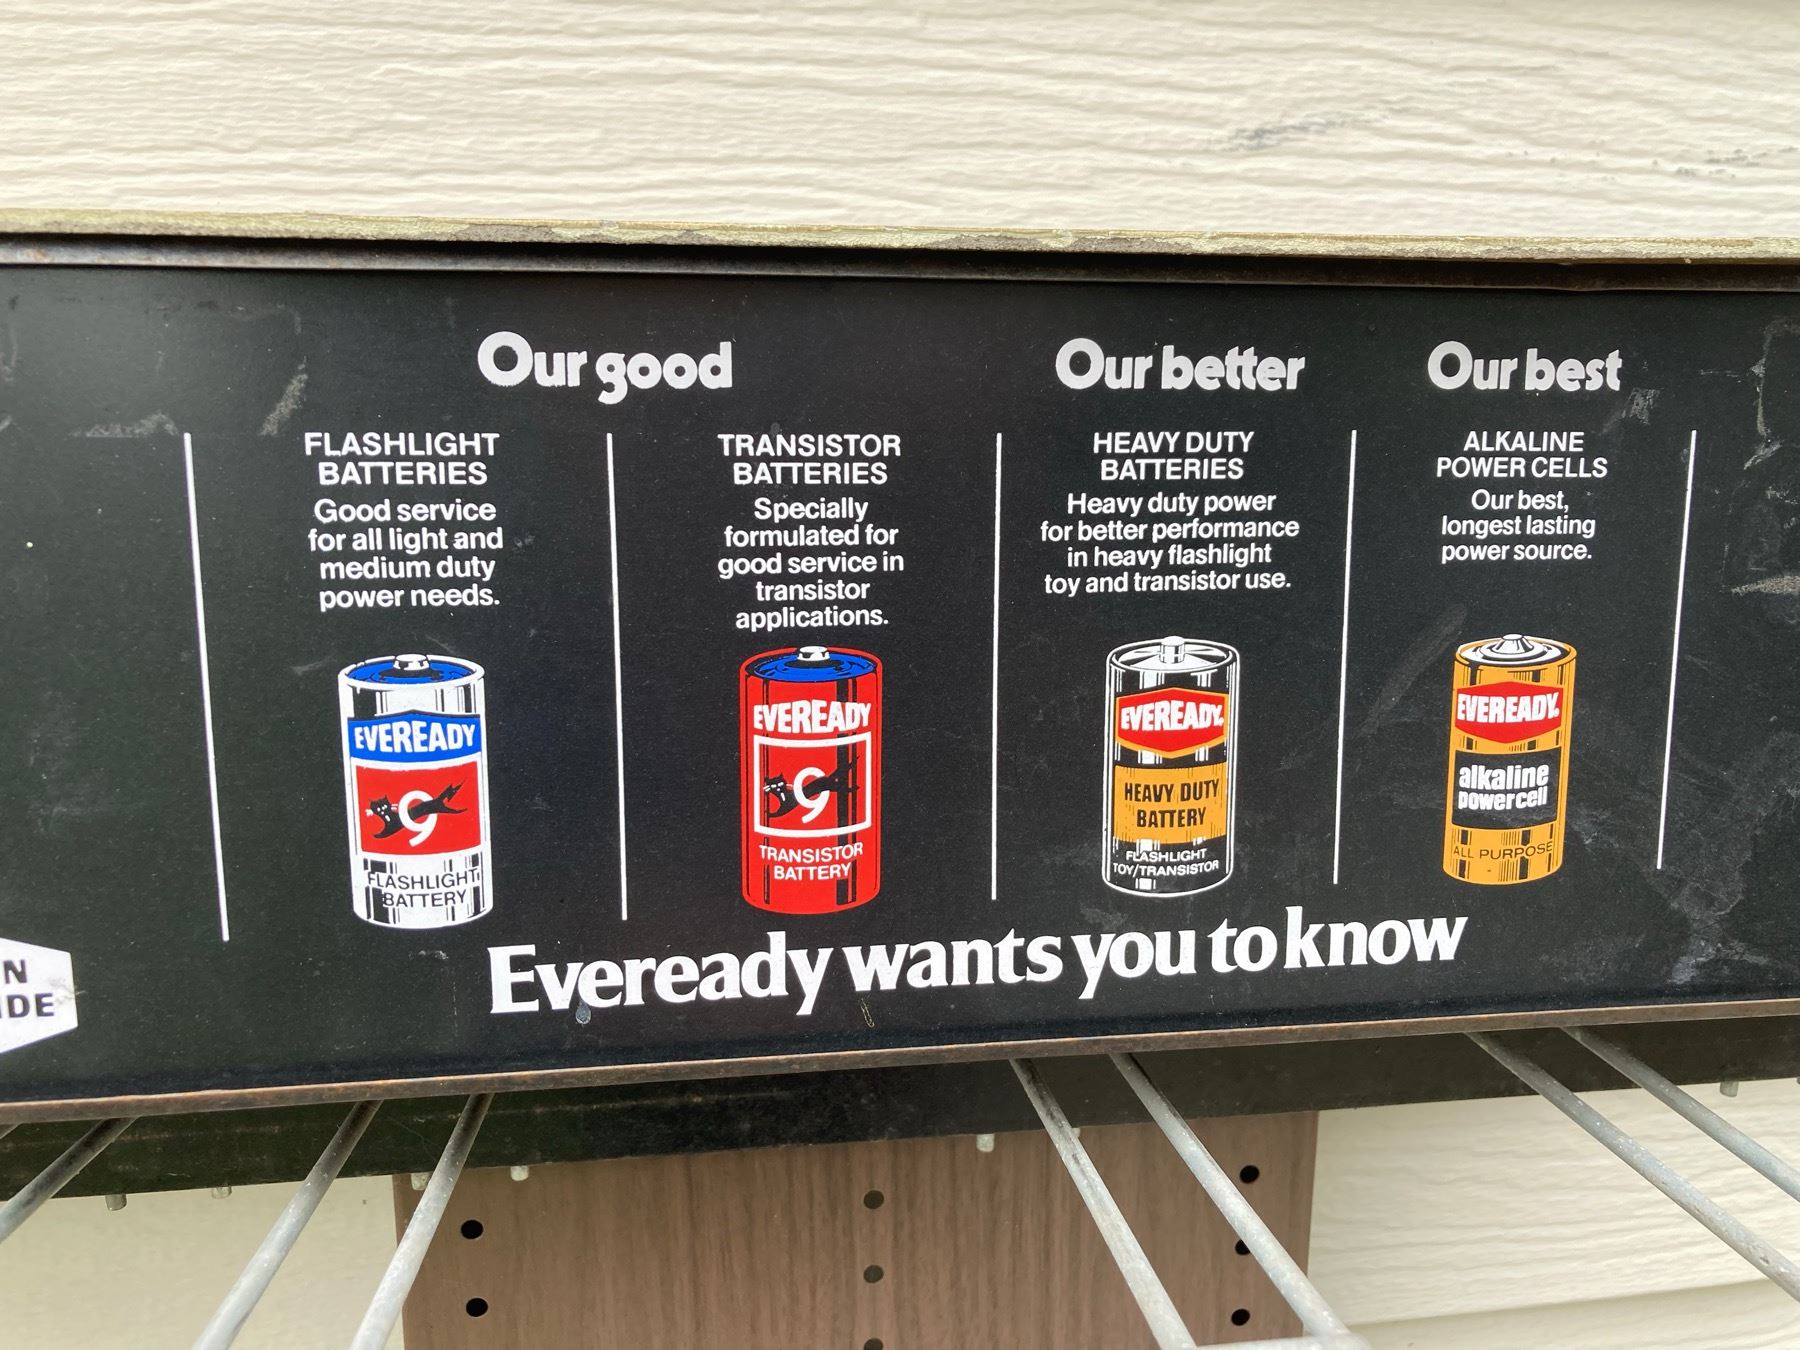 Our good
FLASHLIGHT
BATTERIES
Good service
for all light and
medium duty
power needs.
EVEREADY
9
FLASHLIGHT
BATTERY
TRANSISTOR
BATTERIES
Specially
formulated for
good service in
transistor
applications.
EVEREADY
9
TRANSISTOR
BATTERY
Our better
HEAVY DUTY
BATTERIES
Heavy duty power
for better performance
in heavy flashlight
toy and transistor use.
EVEREADY.
HEAVY DUTY
BATTERY
FLASHLIGHT
TOY/TRANSISTOR
Our best
ALKALINE
POWER CELLS
Our best,
longest lasting
power source.
EVEREADY.
alkaline
powercell
ALL PURPOSE
Eveready wants you to know